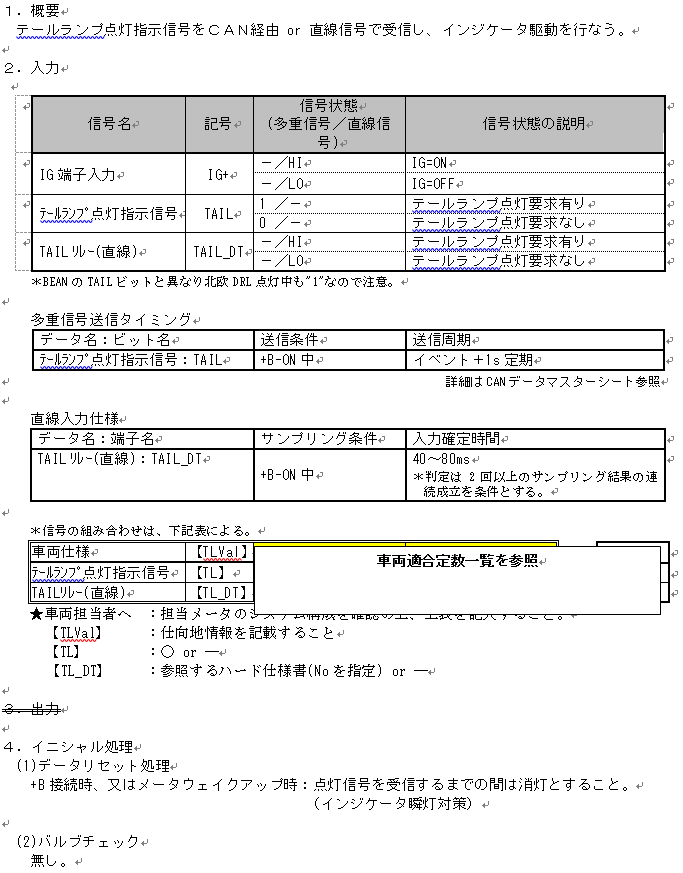 １．概要
テールランプ点灯指示信号をＣＡＮ経由 or 直線信号で受信し、インジケータ駆動を行なう。
２．入力
信号名 記号 信号状態 (多重信号／直線信号) 信号状態の説明
IG端子入力 IG+ －／HI IG=ON
－／LO IG=OFF
ﾃｰﾙﾗﾝﾌﾟ点灯指示信号 TAIL 1 ／－ テールランプ点灯要求有り
0 ／－ テールランプ点灯要求なし
TAILﾘﾚｰ(直線) TAIL_DT －／HI テールランプ点灯要求有り
－／LO テールランプ点灯要求なし
＊BEANのTAILビットと異なり北欧DRL点灯中も"1"なので注意。
多重信号送信タイミング
データ名：ビット名 送信条件 送信周期
ﾃｰﾙﾗﾝﾌﾟ点灯指示信号：TAIL +B-ON中 イベント＋1s定期
詳細はCANデータマスターシート参照
直線入力仕様
データ名：端子名 サンプリング条件 入力確定時間
TAILﾘﾚｰ(直線)：TAIL_DT +B-ON中 40～80ms
＊判定は 2 回以上のサンプリング結果の連
続成立を条件とする。
＊信号の組み合わせは、下記表による。
車両仕様 【TLVal】
ﾃｰﾙﾗﾝﾌﾟ点灯指示信号 【TL】
TAILﾘﾚｰ(直線) 【TL_DT】
車両適合定数一覧を参照
★車両担当者へ ：担当メータのシステム構成を確認の上、上表を記入すること。
【TLVal】 ：仕向地情報を記載すること
【TL】 ：○ or ―
【TL_DT】 ：参照するハード仕様書(Noを指定) or ―
３．出力
４．イニシャル処理
(1)データリセット処理
+B接続時、又はメータウェイクアップ時：点灯信号を受信するまでの間は消灯とすること。
(インジケータ瞬灯対策)
(2)バルブチェック
無し。